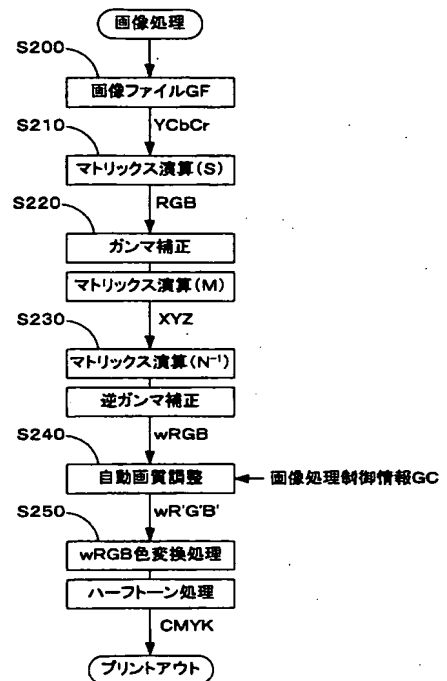 画像処理
S200
画像ファイルGF
YCbCr
S210
マトリックス演算(S)
RGB
S220
ガンマ補正
マトリックス演算(M)
XYZ
S230
マトリックス演算(N⁻¹)
逆ガンマ補正
wRGB
S240
自動画質調整
画像処理制御情報GC
wR'G'B'
S250
wRGB色変換処理
ハーフトーン処理
CMYK
プリントアウト